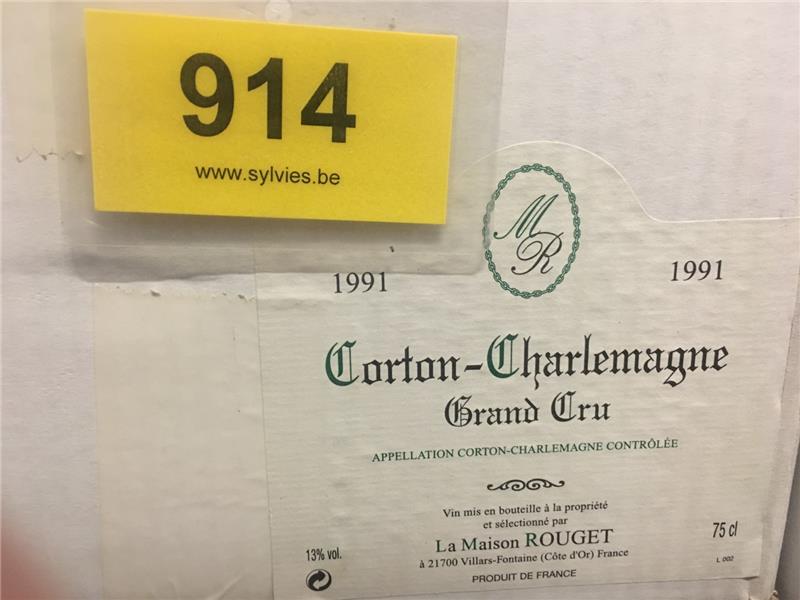 914
www.sylvies.be
MR
1991
1991
Corton-Charlemagne
Grand Cru
APPELLATION CORTON-CHARLEMAGNE CONTRÔLÉE
Vin mis en bouteille à la propriété
et sélectionné par
La Maison ROUGET
à 21700 Villars-Fontaine (Côte d'Or) France
PRODUIT DE FRANCE
13% vol.
75 cl
L 002